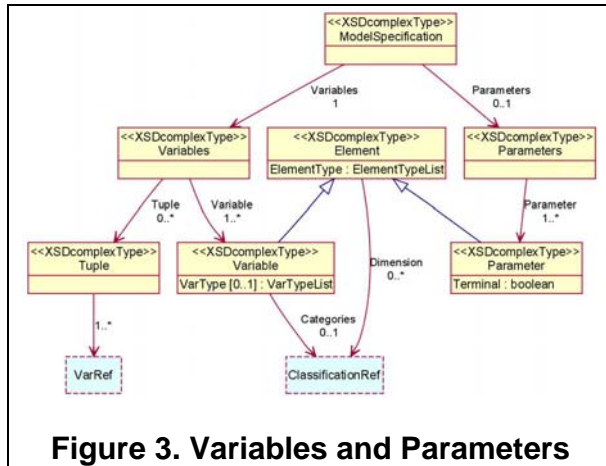 <<XSDcomplexType>>
ModelSpecification
Variables
1
Parameters
0..1
<<XSDcomplexType>>
Variables
<<XSDcomplexType>>
Element
ElementType : ElementTypeList
<<XSDcomplexType>>
Parameters
Tuple
0..*
Variable
1..*
Parameter
1..*
<<XSDcomplexType>>
Tuple
<<XSDcomplexType>>
Variable
VarType [0..1] : VarTypeList
Dimension
0..*
<<XSDcomplexType>>
Parameter
Terminal : boolean
1..*
Categories
0..1
VarRef
ClassificationRef
Figure 3. Variables and Parameters